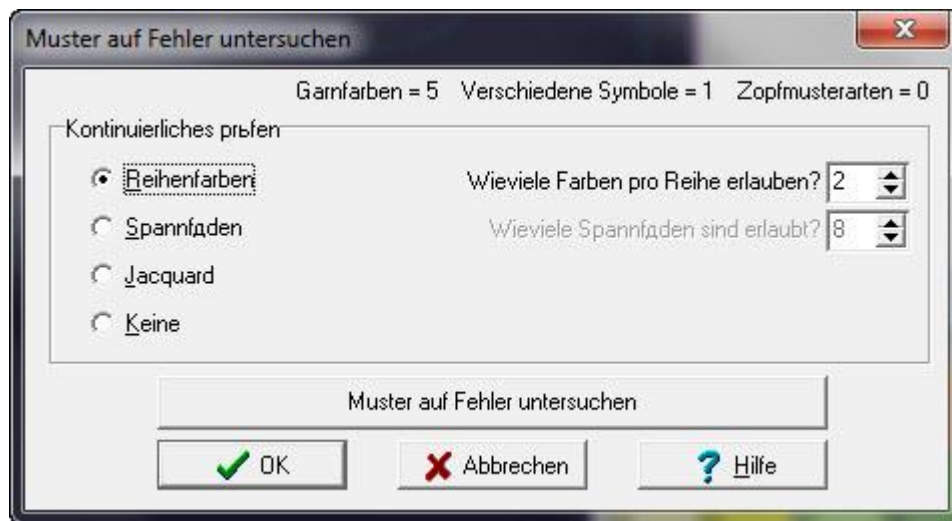 Muster auf Fehler untersuchen
Garnfarben = 5 Verschiedene Symbole = 1 Zopfmusterarten = 0
Kontinuierliches prьfen
Reihenfarben Wieviele Farben pro Reihe erlauben? 2
Spannfдden Wieviele Spannfдden sind erlaubt? 8
Jacquard
Keine
Muster auf Fehler untersuchen
OK Abbrechen Hilfe